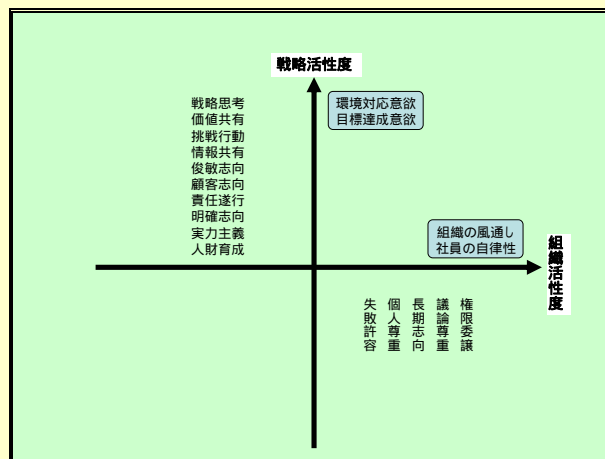 戦略活性度
戦略思考
価値共有
挑戦行動
情報共有
俊敏志向
顧客志向
責任遂行
明確志向
実力主義
人財育成
環境対応意欲
目標達成意欲
組織の風通し
社員の自律性
組織活性度
権限委譲
議論尊重
長期志向
個人尊重
失敗許容